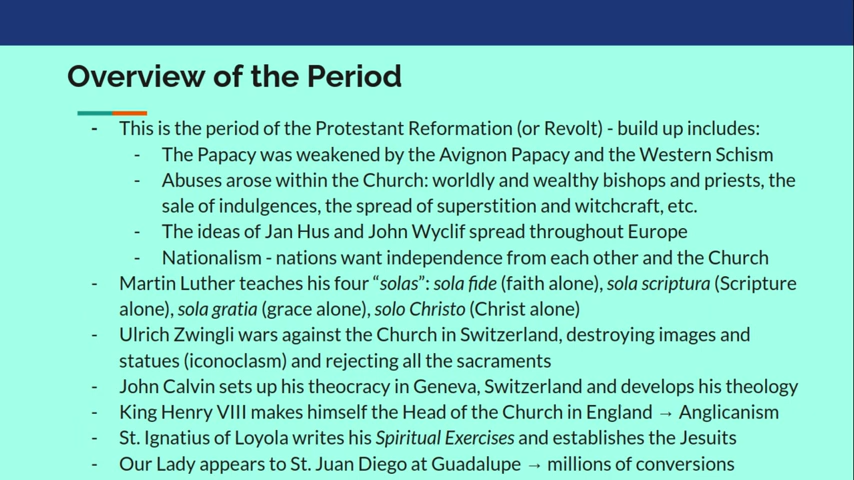 Overview of the Period
- This is the period of the Protestant Reformation (or Revolt) - build up includes:
- The Papacy was weakened by the Avignon Papacy and the Western Schism
- Abuses arose within the Church: worldly and wealthy bishops and priests, the
sale of indulgences, the spread of superstition and witchcraft, etc.
- The ideas of Jan Hus and John Wyclif spread throughout Europe
- Nationalism - nations want independence from each other and the Church
- Martin Luther teaches his four “solas”: sola fide (faith alone), sola scriptura (Scripture
alone), sola gratia (grace alone), solo Christo (Christ alone)
- Ulrich Zwingli wars against the Church in Switzerland, destroying images and
statues (iconoclasm) and rejecting all the sacraments
- John Calvin sets up his theocracy in Geneva, Switzerland and develops his theology
- King Henry VIII makes himself the Head of the Church in England → Anglicanism
- St. Ignatius of Loyola writes his Spiritual Exercises and establishes the Jesuits
- Our Lady appears to St. Juan Diego at Guadalupe → millions of conversions